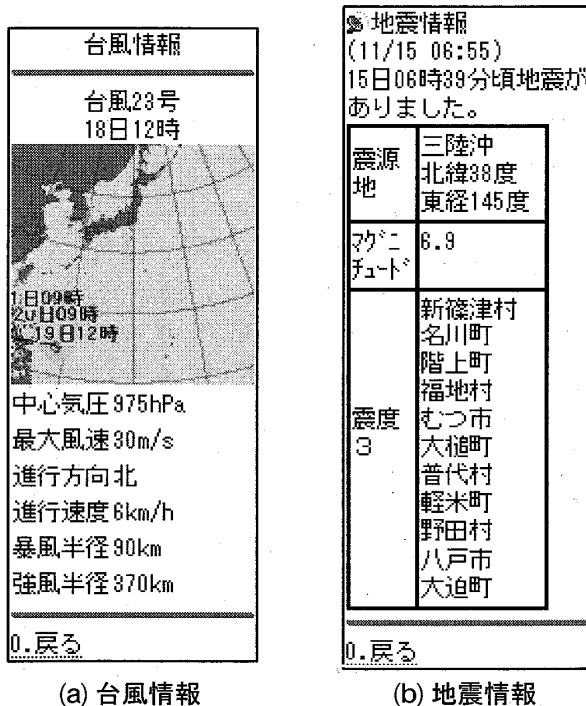 台風情報
台風23号
18日12時
20日09時
19日12時
中心気圧975hPa
最大風速30m/s
進行方向北
進行速度6km/h
暴風半径90km
強風半径370km
0.戻る
(a) 台風情報
地震情報
(11/15 06:55)
15日06時39分頃地震が
ありました。
震源地
三陸沖
北緯38度
東経145度
マグニチュード
6.9
震度3
新篠津村
名川町
階上町
福地村
むつ市
大槌町
普代村
軽米町
野田村
八戸市
大迫町
0.戻る
(b) 地震情報